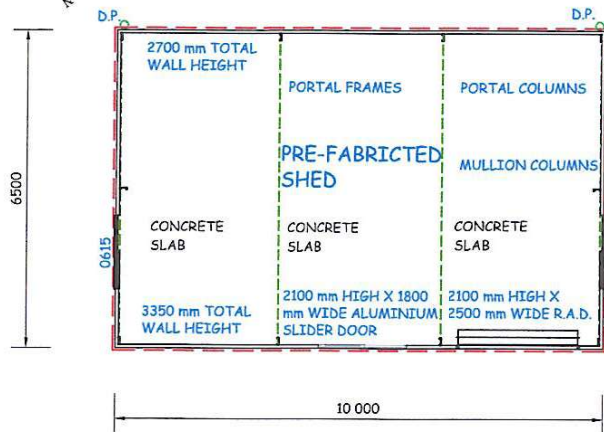 D.P.
D.P.
2700 mm TOTAL
WALL HEIGHT
PORTAL FRAMES
PORTAL COLUMNS
PRE-FABRICTED
SHED
MULLION COLUMNS
6500
CONCRETE
SLAB
CONCRETE
SLAB
CONCRETE
SLAB
0615
3350 mm TOTAL
WALL HEIGHT
2100 mm HIGH X 1800
mm WIDE ALUMINIUM
SLIDER DOOR
2100 mm HIGH X
2500 mm WIDE R.A.D.
10 000